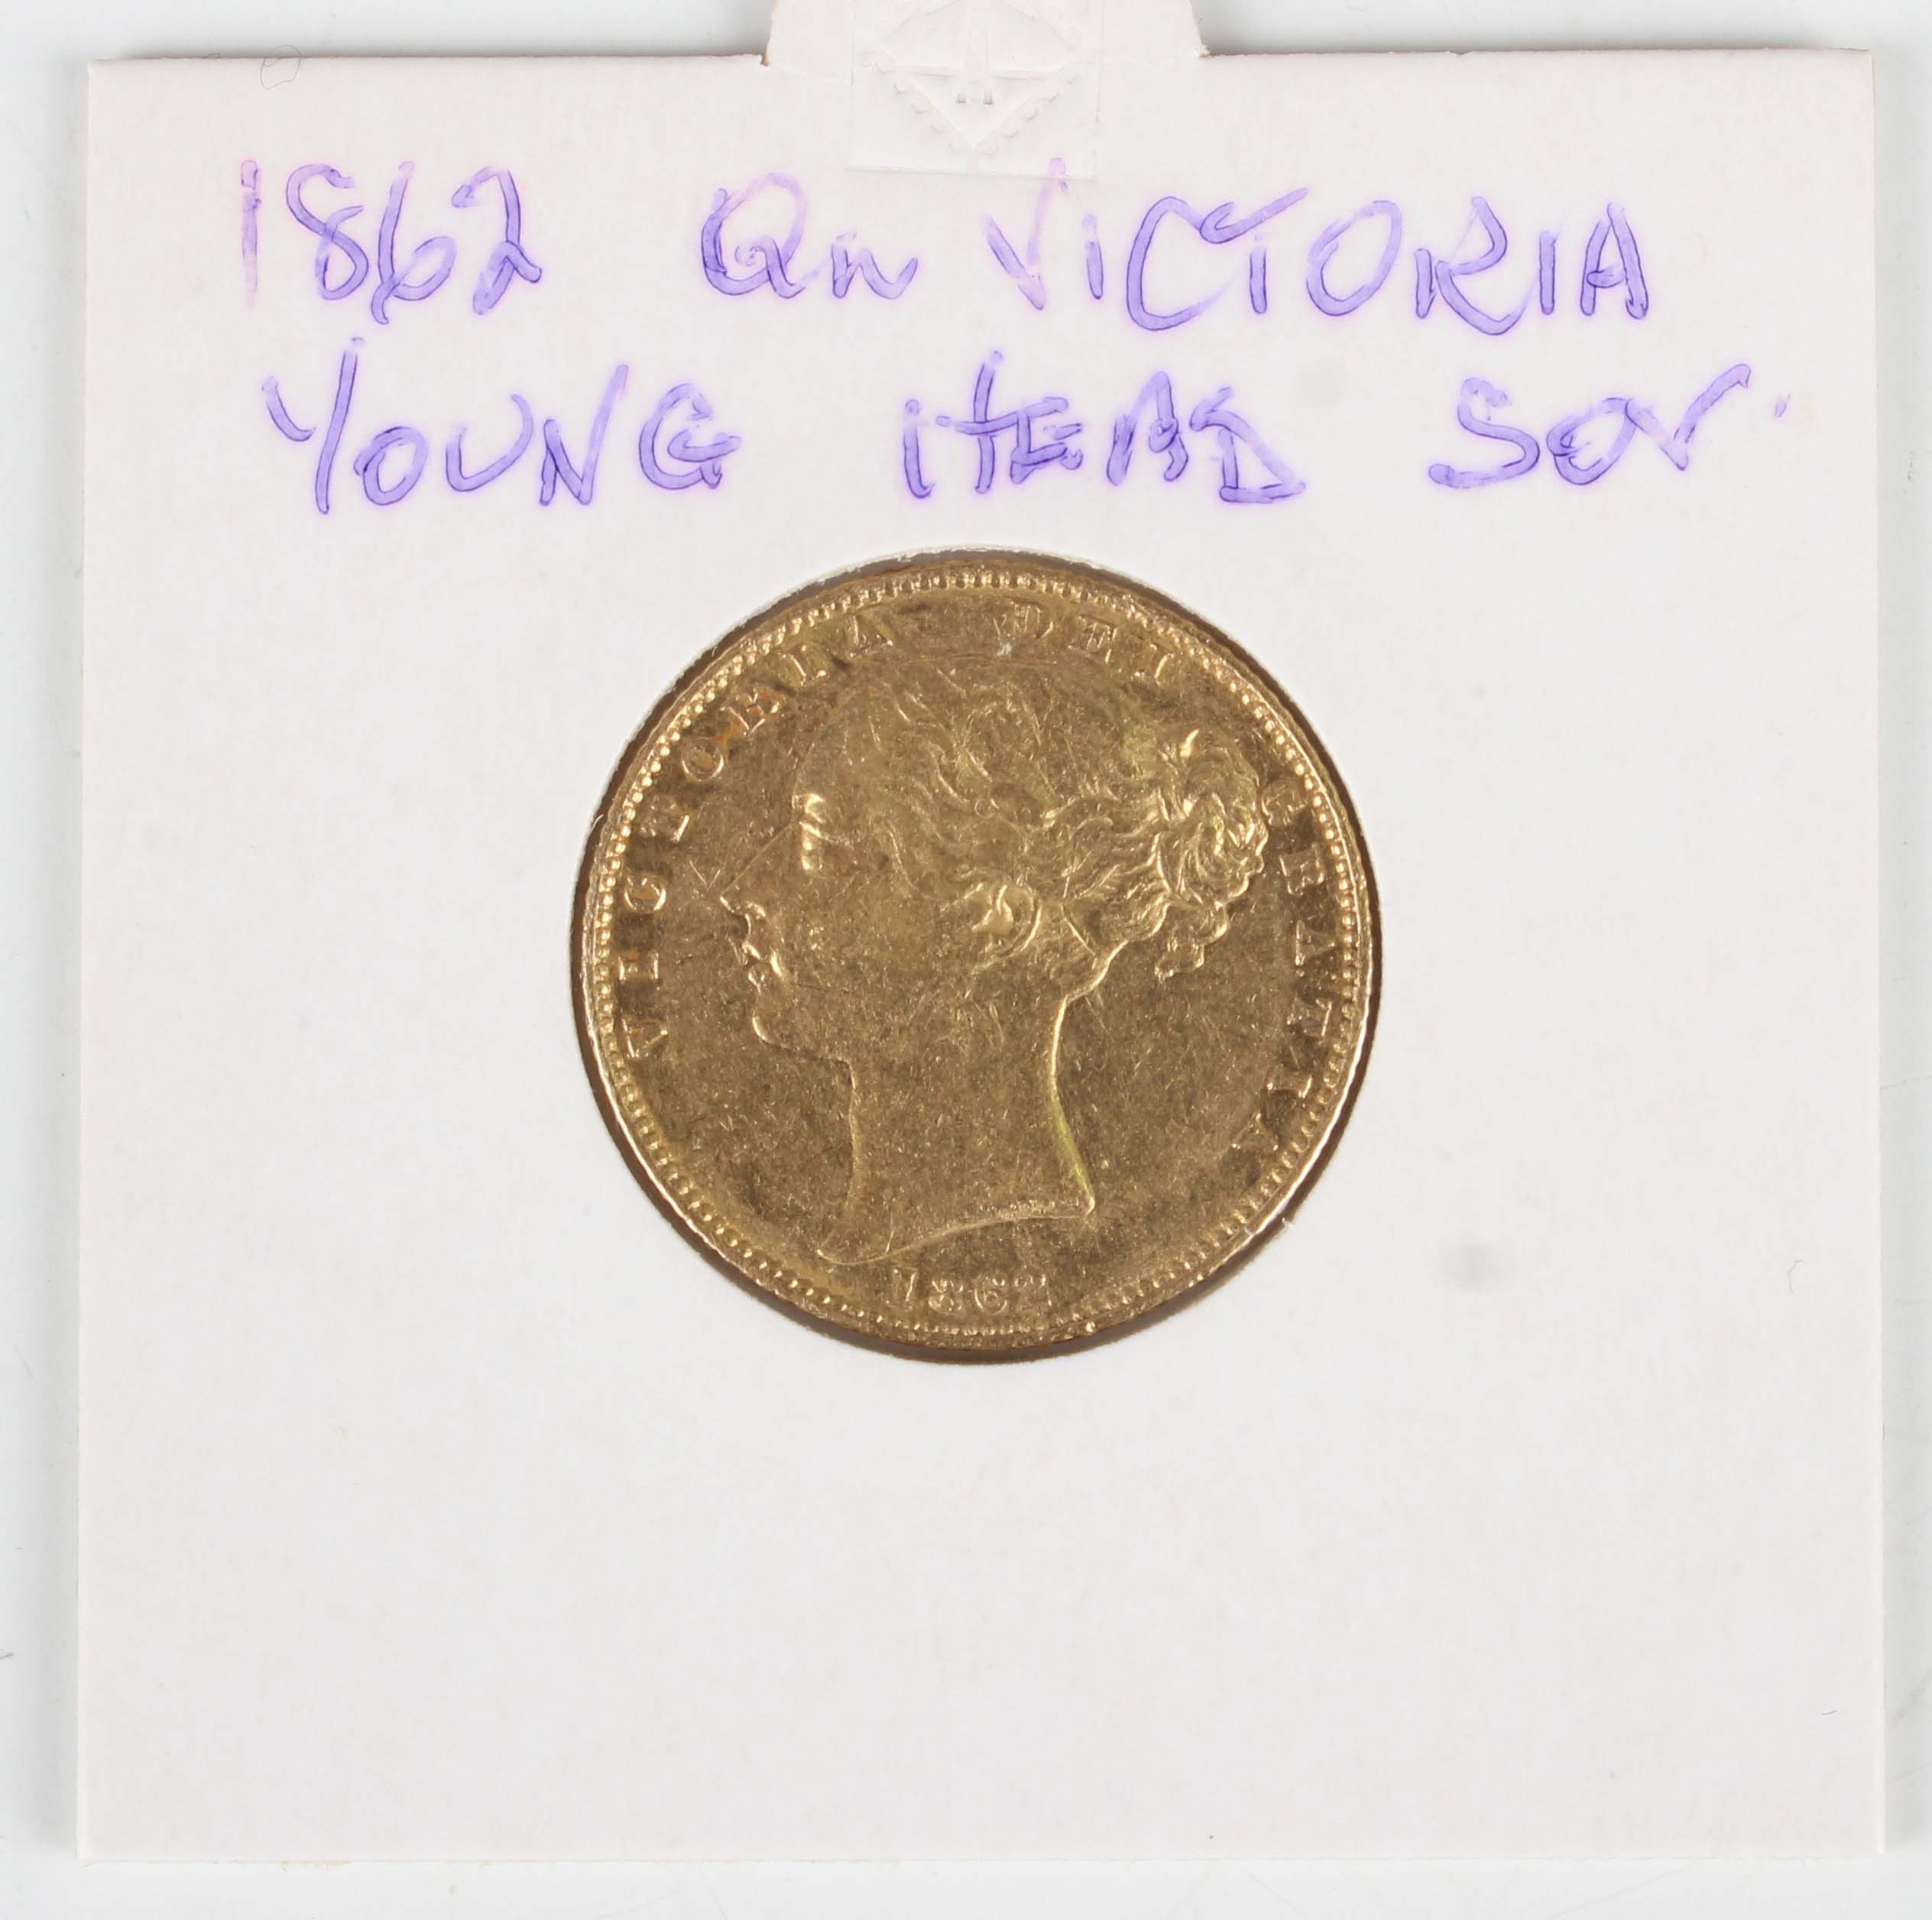 1862 Qn VICTORIA
YOUNG HEAD SOV.
VICTORIA DEI GRATIA
1862